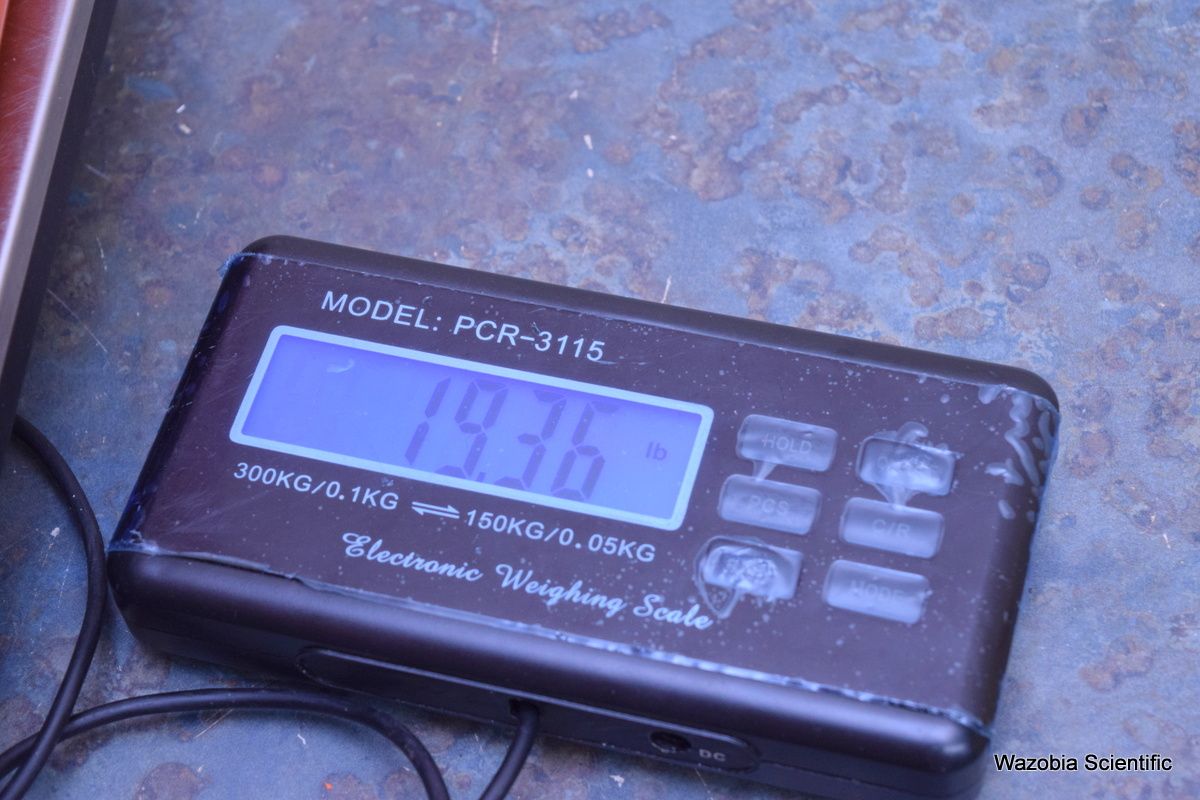 MODEL: PCR-3115
19.36 lb
300KG/0.1KG ⇌ 150KG/0.05KG
Electronic Weighing Scale
HOLD
PCS
C/R
MODE
DC
Wazobia Scientific